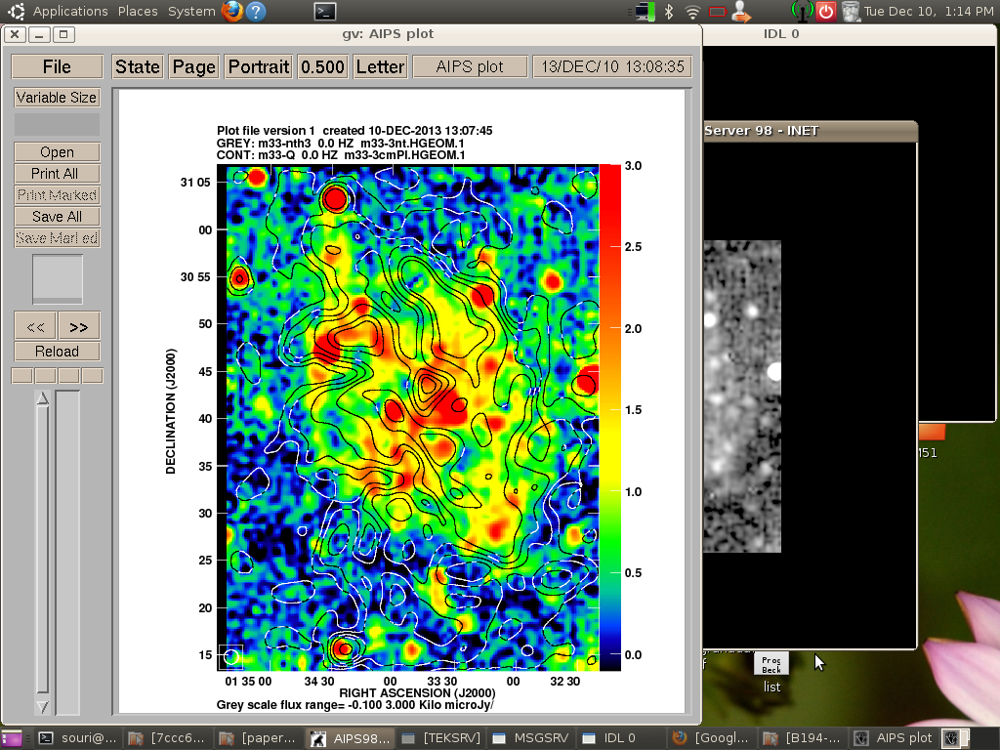 Applications Places System
Tue Dec 10, 1:14 PM
gv: AIPS plot
IDL 0
File State Page Portrait 0.500 Letter AIPS plot 13/DEC/10 13:08:35
Variable Size
Open
Print All
Print Marked
Save All
Save Marked
<< >>
Reload
Server 98 - INET
Plot file version 1 created 10-DEC-2013 13:07:45
GREY: m33-nth3 0.0 HZ m33-3nt.HGEOM.1
CONT: m33-Q 0.0 HZ m33-3cmPI.HGEOM.1
DECLINATION (J2000)
31 05
00
30 55
50
45
40
35
30
25
20
15
3.0
2.5
2.0
1.5
1.0
0.5
0.0
01 35 00 34 30 00 33 30 00 32 30
RIGHT ASCENSION (J2000)
Grey scale flux range= -0.100 3.000 Kilo microJy/
Prog
Beck
list
souri@... [7ccc6... [paper... AIPS98... [TEKSRV] MSGSRV IDL 0 [Googl... [B194-... AIPS plot